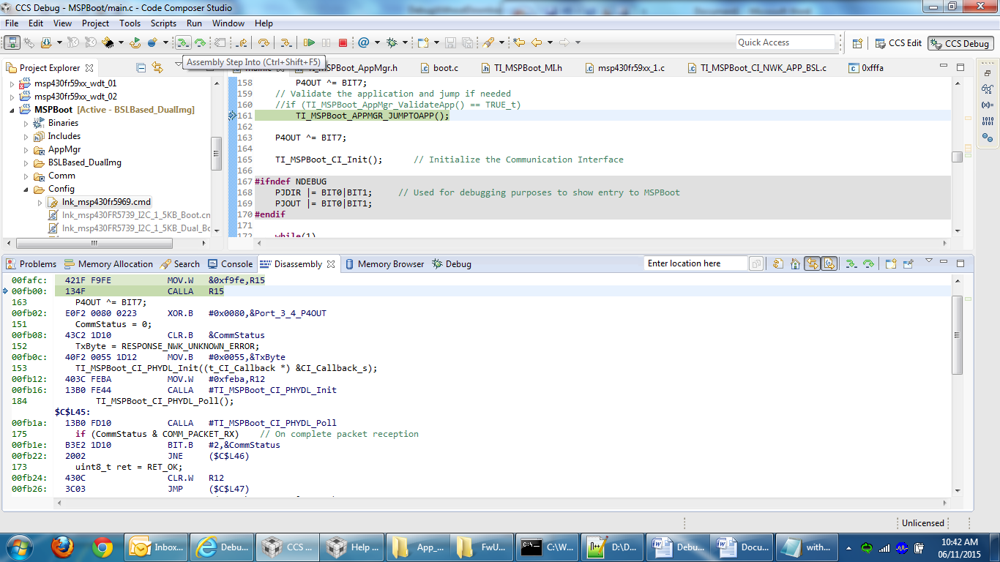 CCS Debug - MSPBoot/main.c - Code Composer Studio
File Edit View Project Tools Scripts Run Window Help
Quick Access
CCS Edit
CCS Debug
Assembly Step Into (Ctrl+Shift+F5)
Project Explorer
TI_MSPBoot_AppMgr.h
boot.c
TI_MSPBoot_MI.h
msp430fr59xx_1.c
TI_MSPBoot_CI_NWK_APP_BSL.c
0xfffa
msp430fr59xx_wdt_01
msp430fr59xx_wdt_02
MSPBoot [Active - BSLBased_DualImg]
Binaries
Includes
AppMgr
BSLBased_DualImg
Comm
Config
lnk_msp430fr5969.cmd
lnk_msp430FR5739_I2C_1_5KB_Boot.cn
lnk_msp430FR5739_I2C_1_5KB_Dual_Bo
158 P4OUT ^= BIT7;
159 // Validate the application and jump if needed
160 //if (TI_MSPBoot_AppMgr_ValidateApp() == TRUE_t)
161 TI_MSPBoot_APPMGR_JUMPTOAPP();
162
163 P4OUT ^= BIT7;
164
165 TI_MSPBoot_CI_Init(); // Initialize the Communication Interface
166
167 #ifndef NDEBUG
168 PJDIR |= BIT0|BIT1; // Used for debugging purposes to show entry to MSPBoot
169 PJOUT |= BIT0|BIT1;
170 #endif
171
172 while(1)
Problems Memory Allocation Search Console Disassembly Memory Browser Debug
Enter location here
00fafc: 421F F9FE MOV.W &0xf9fe,R15
00fb00: 134F CALLA R15
163 P4OUT ^= BIT7;
00fb02: E0F2 0080 0223 XOR.B #0x0080,&Port_3_4_P4OUT
151 CommStatus = 0;
00fb08: 43C2 1D10 CLR.B &CommStatus
152 TxByte = RESPONSE_NWK_UNKNOWN_ERROR;
00fb0c: 40F2 0055 1D12 MOV.B #0x0055,&TxByte
153 TI_MSPBoot_CI_PHYDL_Init((t_CI_Callback *) &CI_Callback_s);
00fb12: 403C FEBA MOV.W #0xfeba,R12
00fb16: 13B0 FE44 CALLA #TI_MSPBoot_CI_PHYDL_Init
184 TI_MSPBoot_CI_PHYDL_Poll();
$C$L45:
00fb1a: 13B0 FD10 CALLA #TI_MSPBoot_CI_PHYDL_Poll
175 if (CommStatus & COMM_PACKET_RX) // On complete packet reception
00fb1e: B3E2 1D10 BIT.B #2,&CommStatus
00fb22: 2002 JNE ($C$L46)
173 uint8_t ret = RET_OK;
00fb24: 430C CLR.W R12
00fb26: 3C03 JMP ($C$L47)
Unlicensed
Inbox... Debu... CCS ... Help ... App_... FwU... C:\W... D:\D... Debu... Docu... with...
10:42 AM
06/11/2015